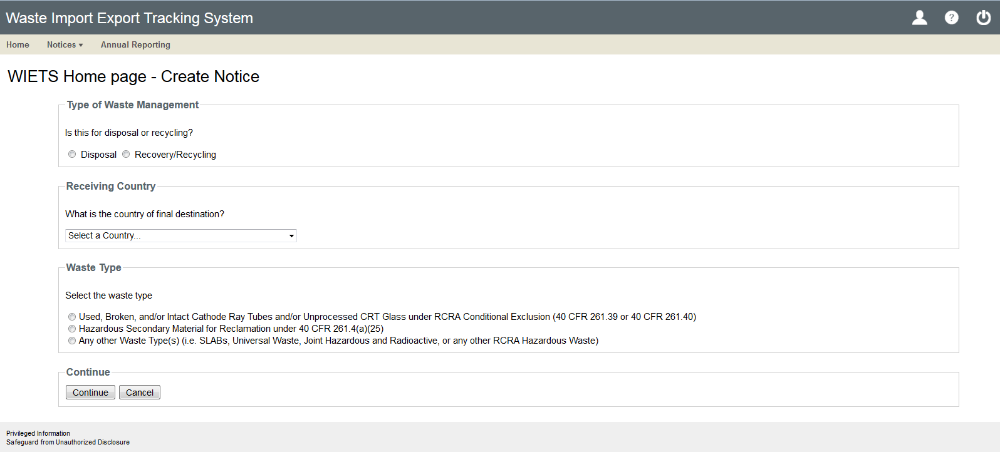 Waste Import Export Tracking System
?
Home Notices ▾ Annual Reporting
WIETS Home page - Create Notice
Type of Waste Management
Is this for disposal or recycling?
Disposal Recovery/Recycling
Receiving Country
What is the country of final destination?
Select a Country...
Waste Type
Select the waste type
Used, Broken, and/or Intact Cathode Ray Tubes and/or Unprocessed CRT Glass under RCRA Conditional Exclusion (40 CFR 261.39 or 40 CFR 261.40)
Hazardous Secondary Material for Reclamation under 40 CFR 261.4(a)(25)
Any other Waste Type(s) (i.e. SLABs, Universal Waste, Joint Hazardous and Radioactive, or any other RCRA Hazardous Waste)
Continue
Continue Cancel
Privileged Information
Safeguard from Unauthorized Disclosure